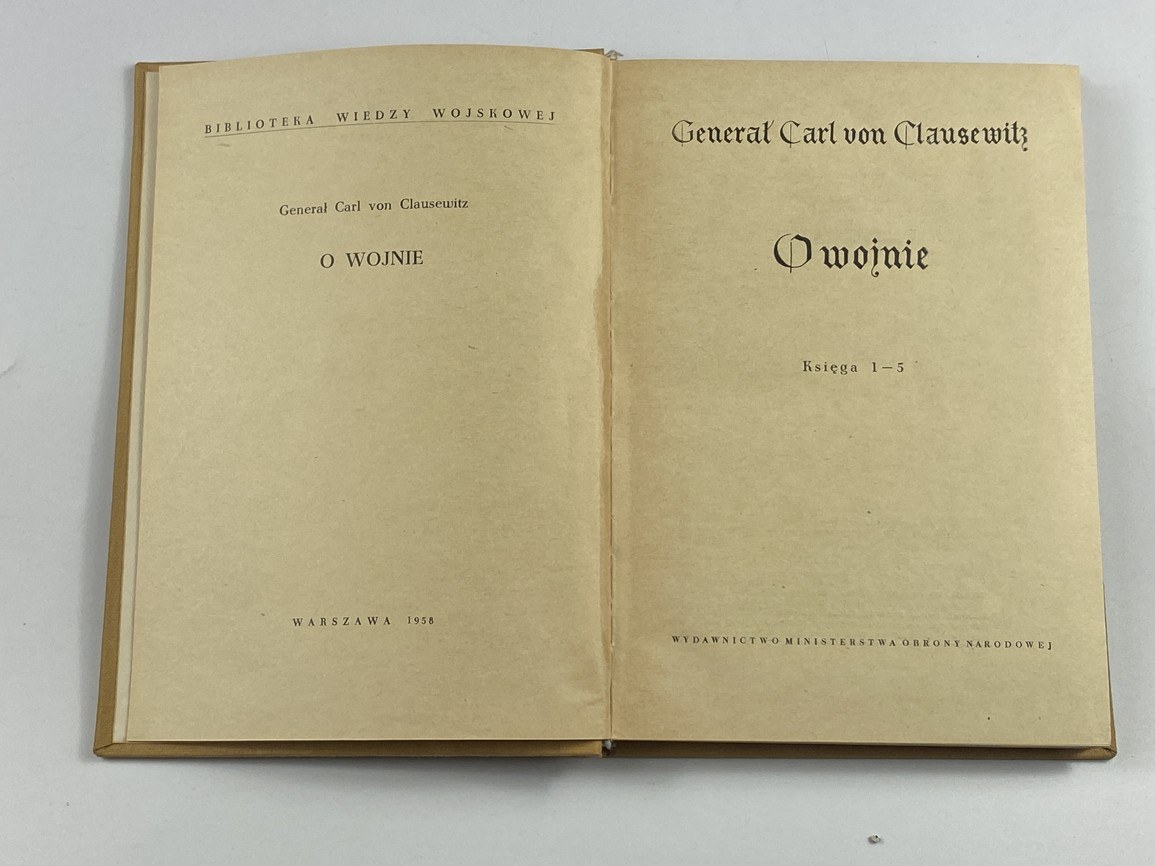 BIBLIOTEKA WIEDZY WOJSKOWEJ
Generał Carl von Clausewitz
O WOJNIE
WARSZAWA 1958
Generał Carl von Clausewitz
O wojnie
Księga 1–5
WYDAWNICTWO MINISTERSTWA OBRONY NARODOWEJ